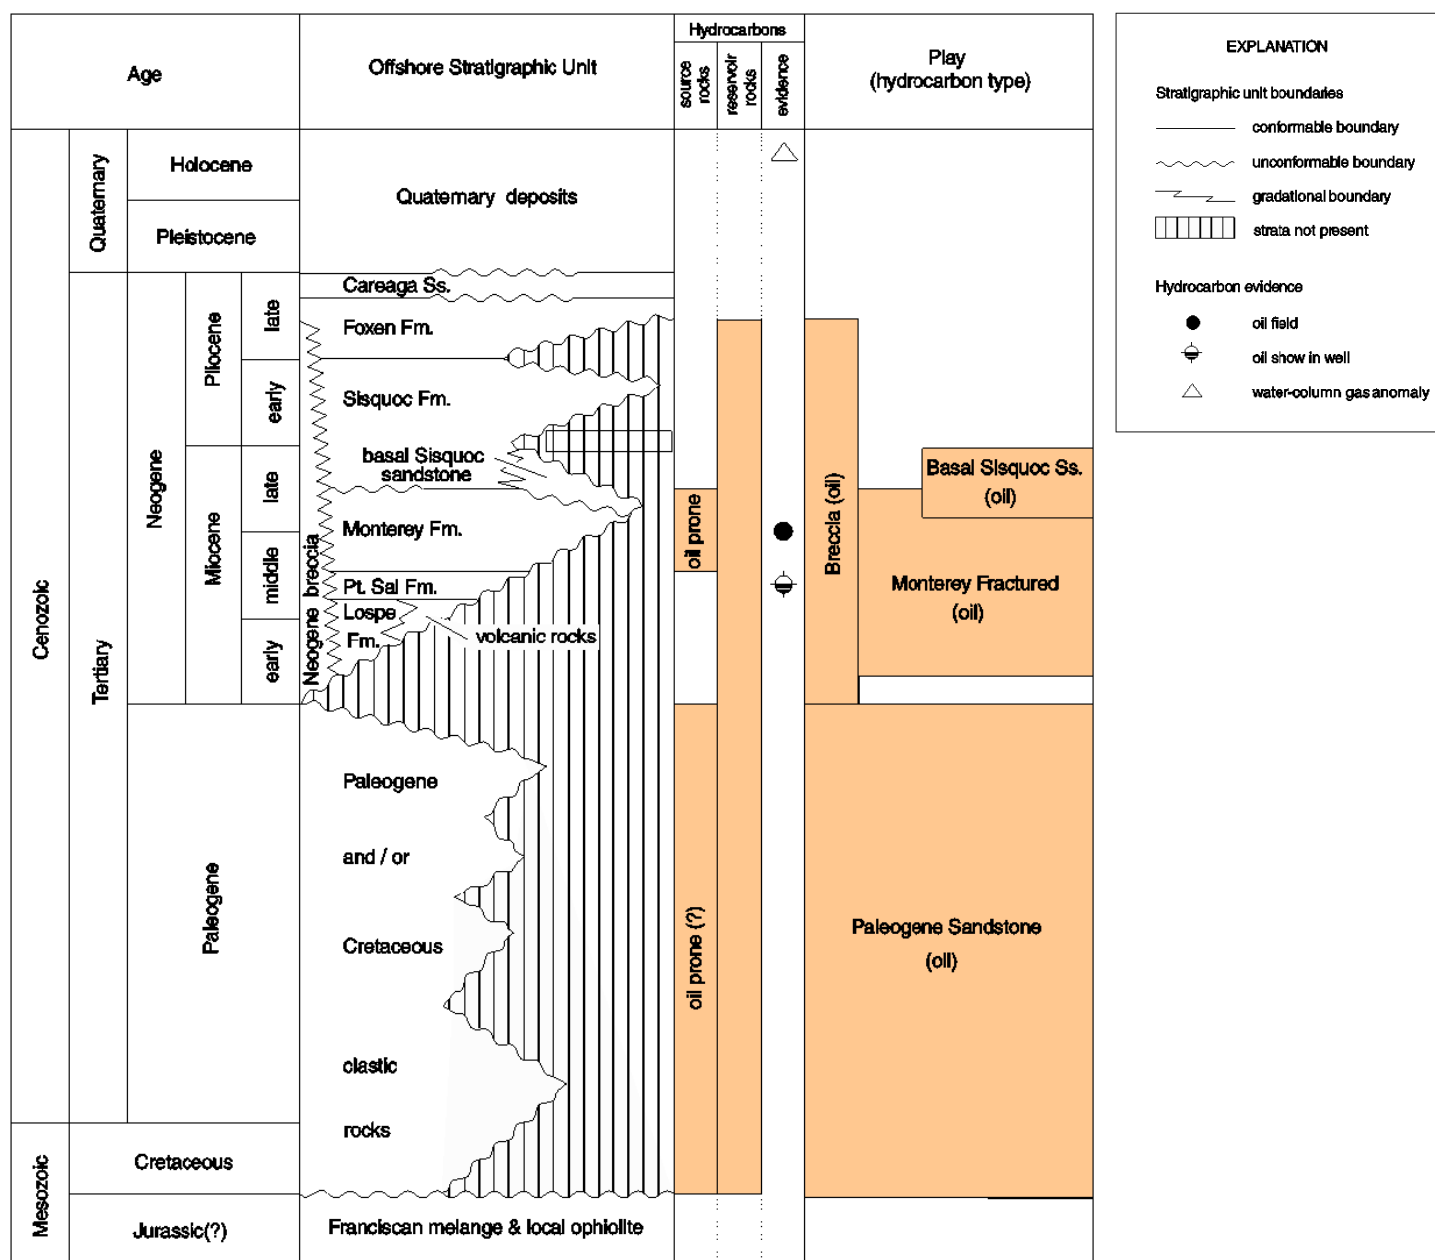 Age
Offshore Stratigraphic Unit
Hydrocarbons
source
rocks
reservoir
rocks
evidence
Play
(hydrocarbon type)
Cenozoic
Mesozoic
Quaternary
Tertiary
Holocene
Pleistocene
Neogene
Pliocene
late
early
Miocene
late
middle
early
Paleogene
Cretaceous
Jurassic(?)
Quaternary deposits
Careaga Ss.
Foxen Fm.
Sisquoc Fm.
basal Sisquoc
sandstone
Monterey Fm.
Pt. Sal Fm.
Lospe
Fm.
volcanic rocks
Neogene breccia
Paleogene
and / or
Cretaceous
clastic
rocks
Franciscan melange & local ophiolite
oil prone
oil prone (?)
Breccia (oil)
Basal Sisquoc Ss.
(oil)
Monterey Fractured
(oil)
Paleogene Sandstone
(oil)
EXPLANATION
Stratigraphic unit boundaries
conformable boundary
unconformable boundary
gradational boundary
strata not present
Hydrocarbon evidence
oil field
oil show in well
water-column gas anomaly